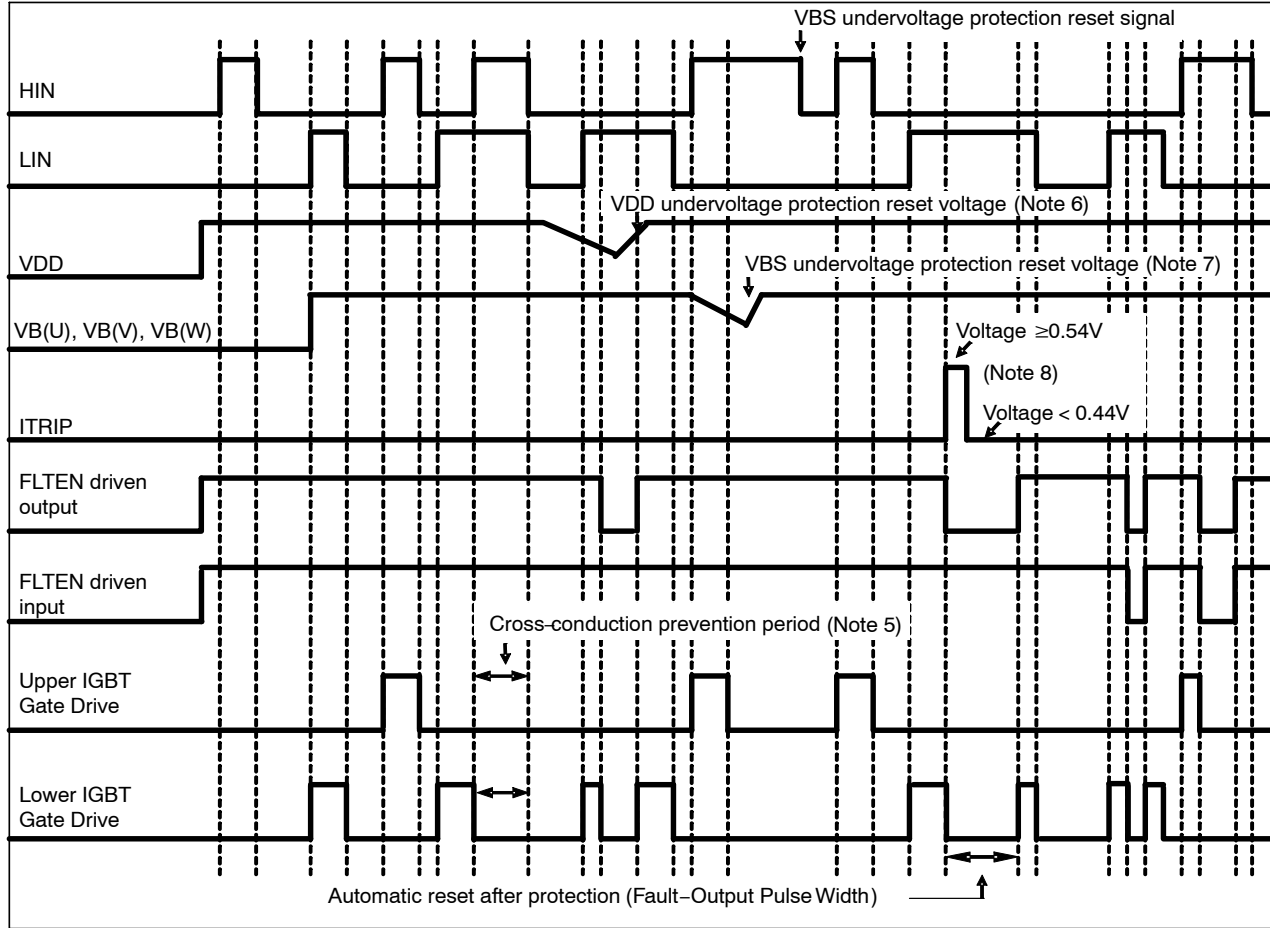 VBS undervoltage protection reset signal
HIN
LIN
VDD undervoltage protection reset voltage (Note 6)
VDD
VBS undervoltage protection reset voltage (Note 7)
VB(U), VB(V), VB(W)
Voltage ≥0.54V
(Note 8)
Voltage < 0.44V
ITRIP
FLTEN driven
output
FLTEN driven
input
Cross−conduction prevention period (Note 5)
Upper IGBT
Gate Drive
Lower IGBT
Gate Drive
Automatic reset after protection (Fault−Output Pulse Width)